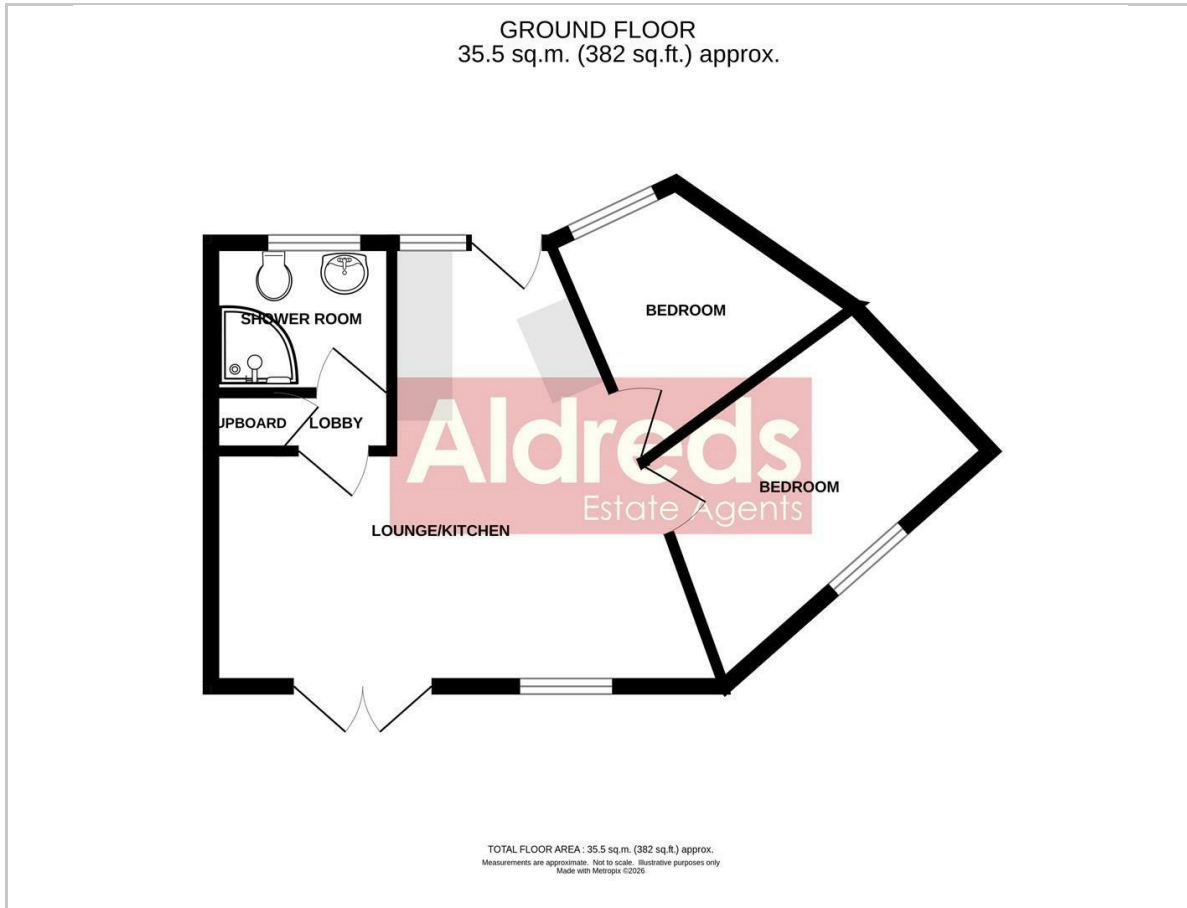 GROUND FLOOR
35.5 sq.m. (382 sq.ft.) approx.
BEDROOM
SHOWER ROOM
UPBOARD
LOBBY
Aldreds
Estate Agents
BEDROOM
LOUNGE/KITCHEN
TOTAL FLOOR AREA : 35.5 sq.m. (382 sq.ft.) approx.
Measurements are approximate. Not to scale. Illustrative purposes only
Made with Metropix ©2026